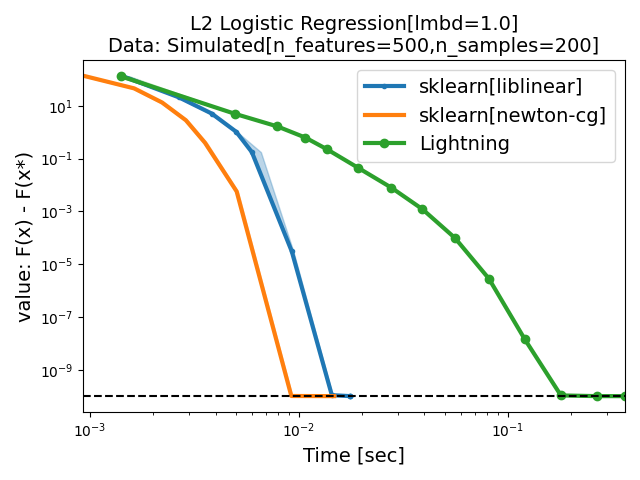 L2 Logistic Regression[lmbd=1.0]
Data: Simulated[n_features=500,n_samples=200]
sklearn[liblinear]
sklearn[newton-cg]
Lightning
value: F(x) - F(x*)
10¹
10⁻¹
10⁻³
10⁻⁵
10⁻⁷
10⁻⁹
10⁻³
10⁻²
10⁻¹
Time [sec]